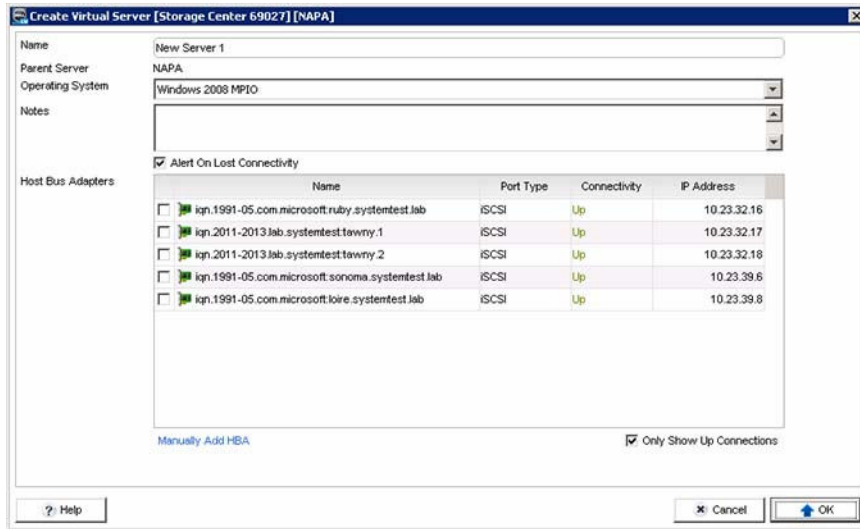 Create Virtual Server [Storage Center 69027] [NAPA]
Name New Server 1
Parent Server NAPA
Operating System Windows 2008 MPIO
Notes
Alert On Lost Connectivity
Host Bus Adapters
Name Port Type Connectivity IP Address
iqn.1991-05.com.microsoft:ruby.systemtest.lab iSCSI Up 10.23.32.16
iqn.2011-2013.lab.systemtest:tawny.1 iSCSI Up 10.23.32.17
iqn.2011-2013.lab.systemtest:tawny.2 iSCSI Up 10.23.32.18
iqn.1991-05.com.microsoft:sonoma.systemtest.lab iSCSI Up 10.23.39.6
iqn.1991-05.com.microsoft:loire.systemtest.lab iSCSI Up 10.23.39.8
Manually Add HBA Only Show Up Connections
? Help Cancel OK